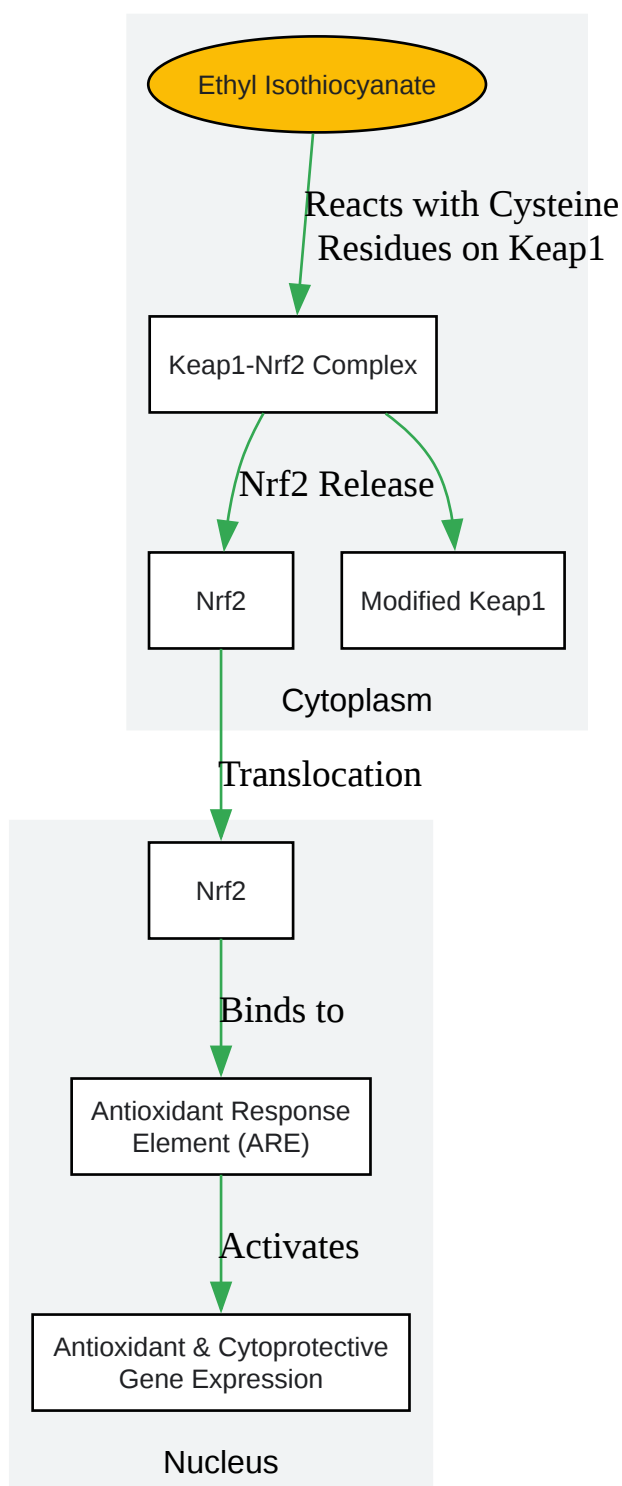 Ethyl Isothiocyanate
Reacts with Cysteine
Residues on Keap1
Keap1-Nrf2 Complex
Nrf2 Release
Nrf2
Modified Keap1
Cytoplasm
Translocation
Nrf2
Binds to
Antioxidant Response
Element (ARE)
Activates
Antioxidant & Cytoprotective
Gene Expression
Nucleus